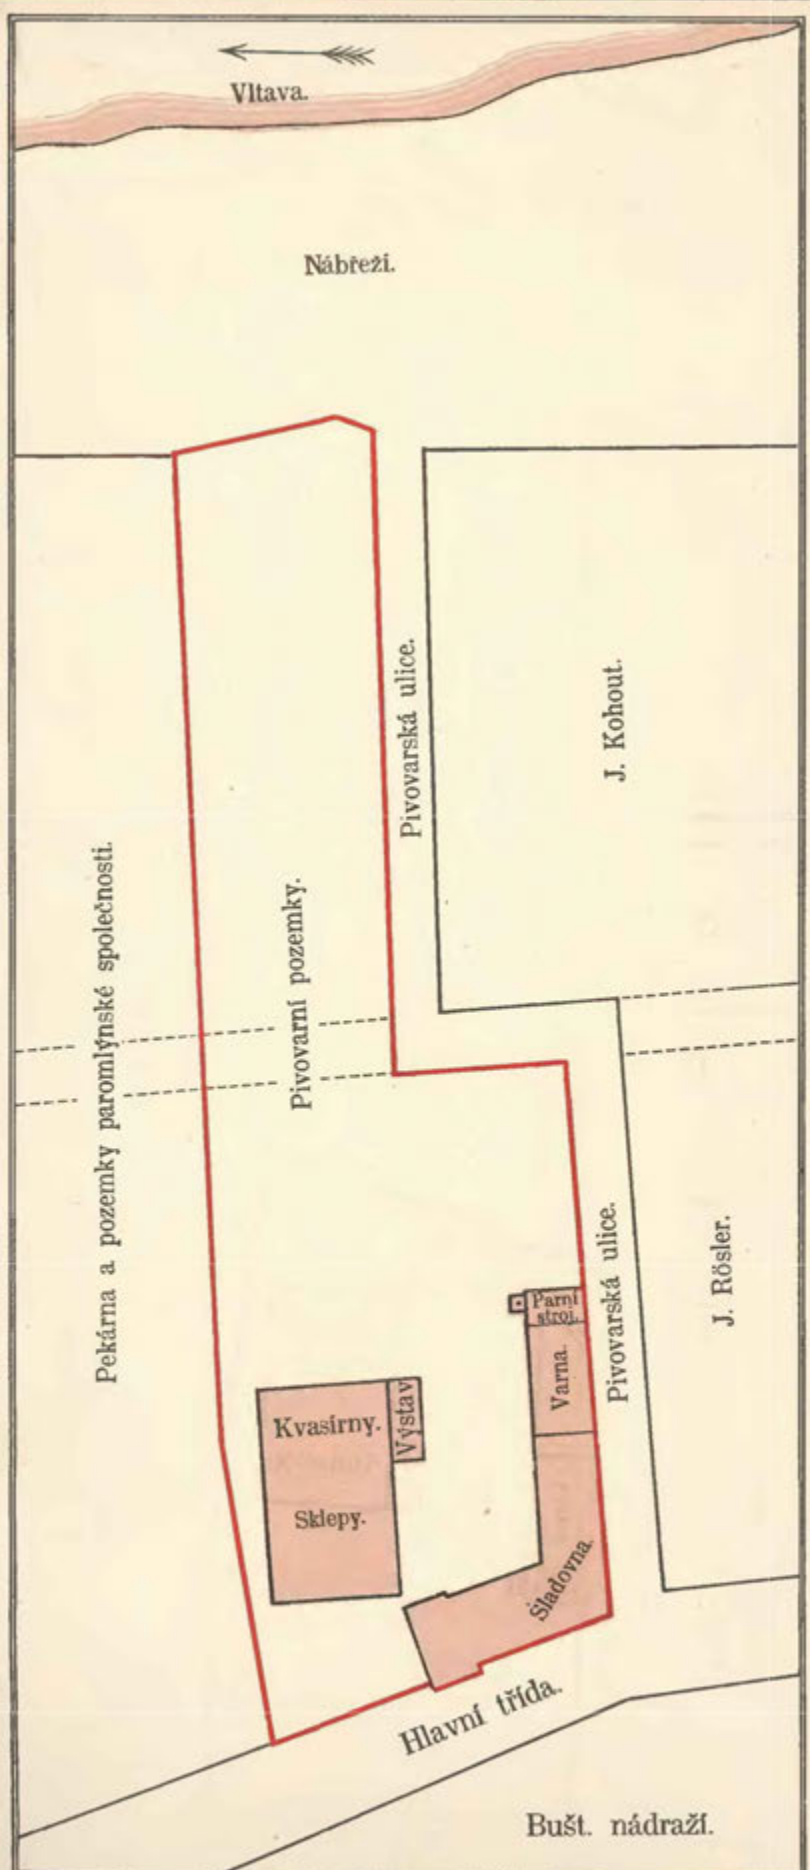 Vltava.
Nábřeží.
Pivovarská ulice.
J. Kohout.
Pekárna a pozemky paromlýnské společnosti.
Pivovarní pozemky.
Pivovarská ulice.
J. Rösler.
Parní
stroj.
Varna.
Kvasírny.
Výstav
Sklepy.
Sladovna.
Hlavní třída.
Bušt. nádraží.